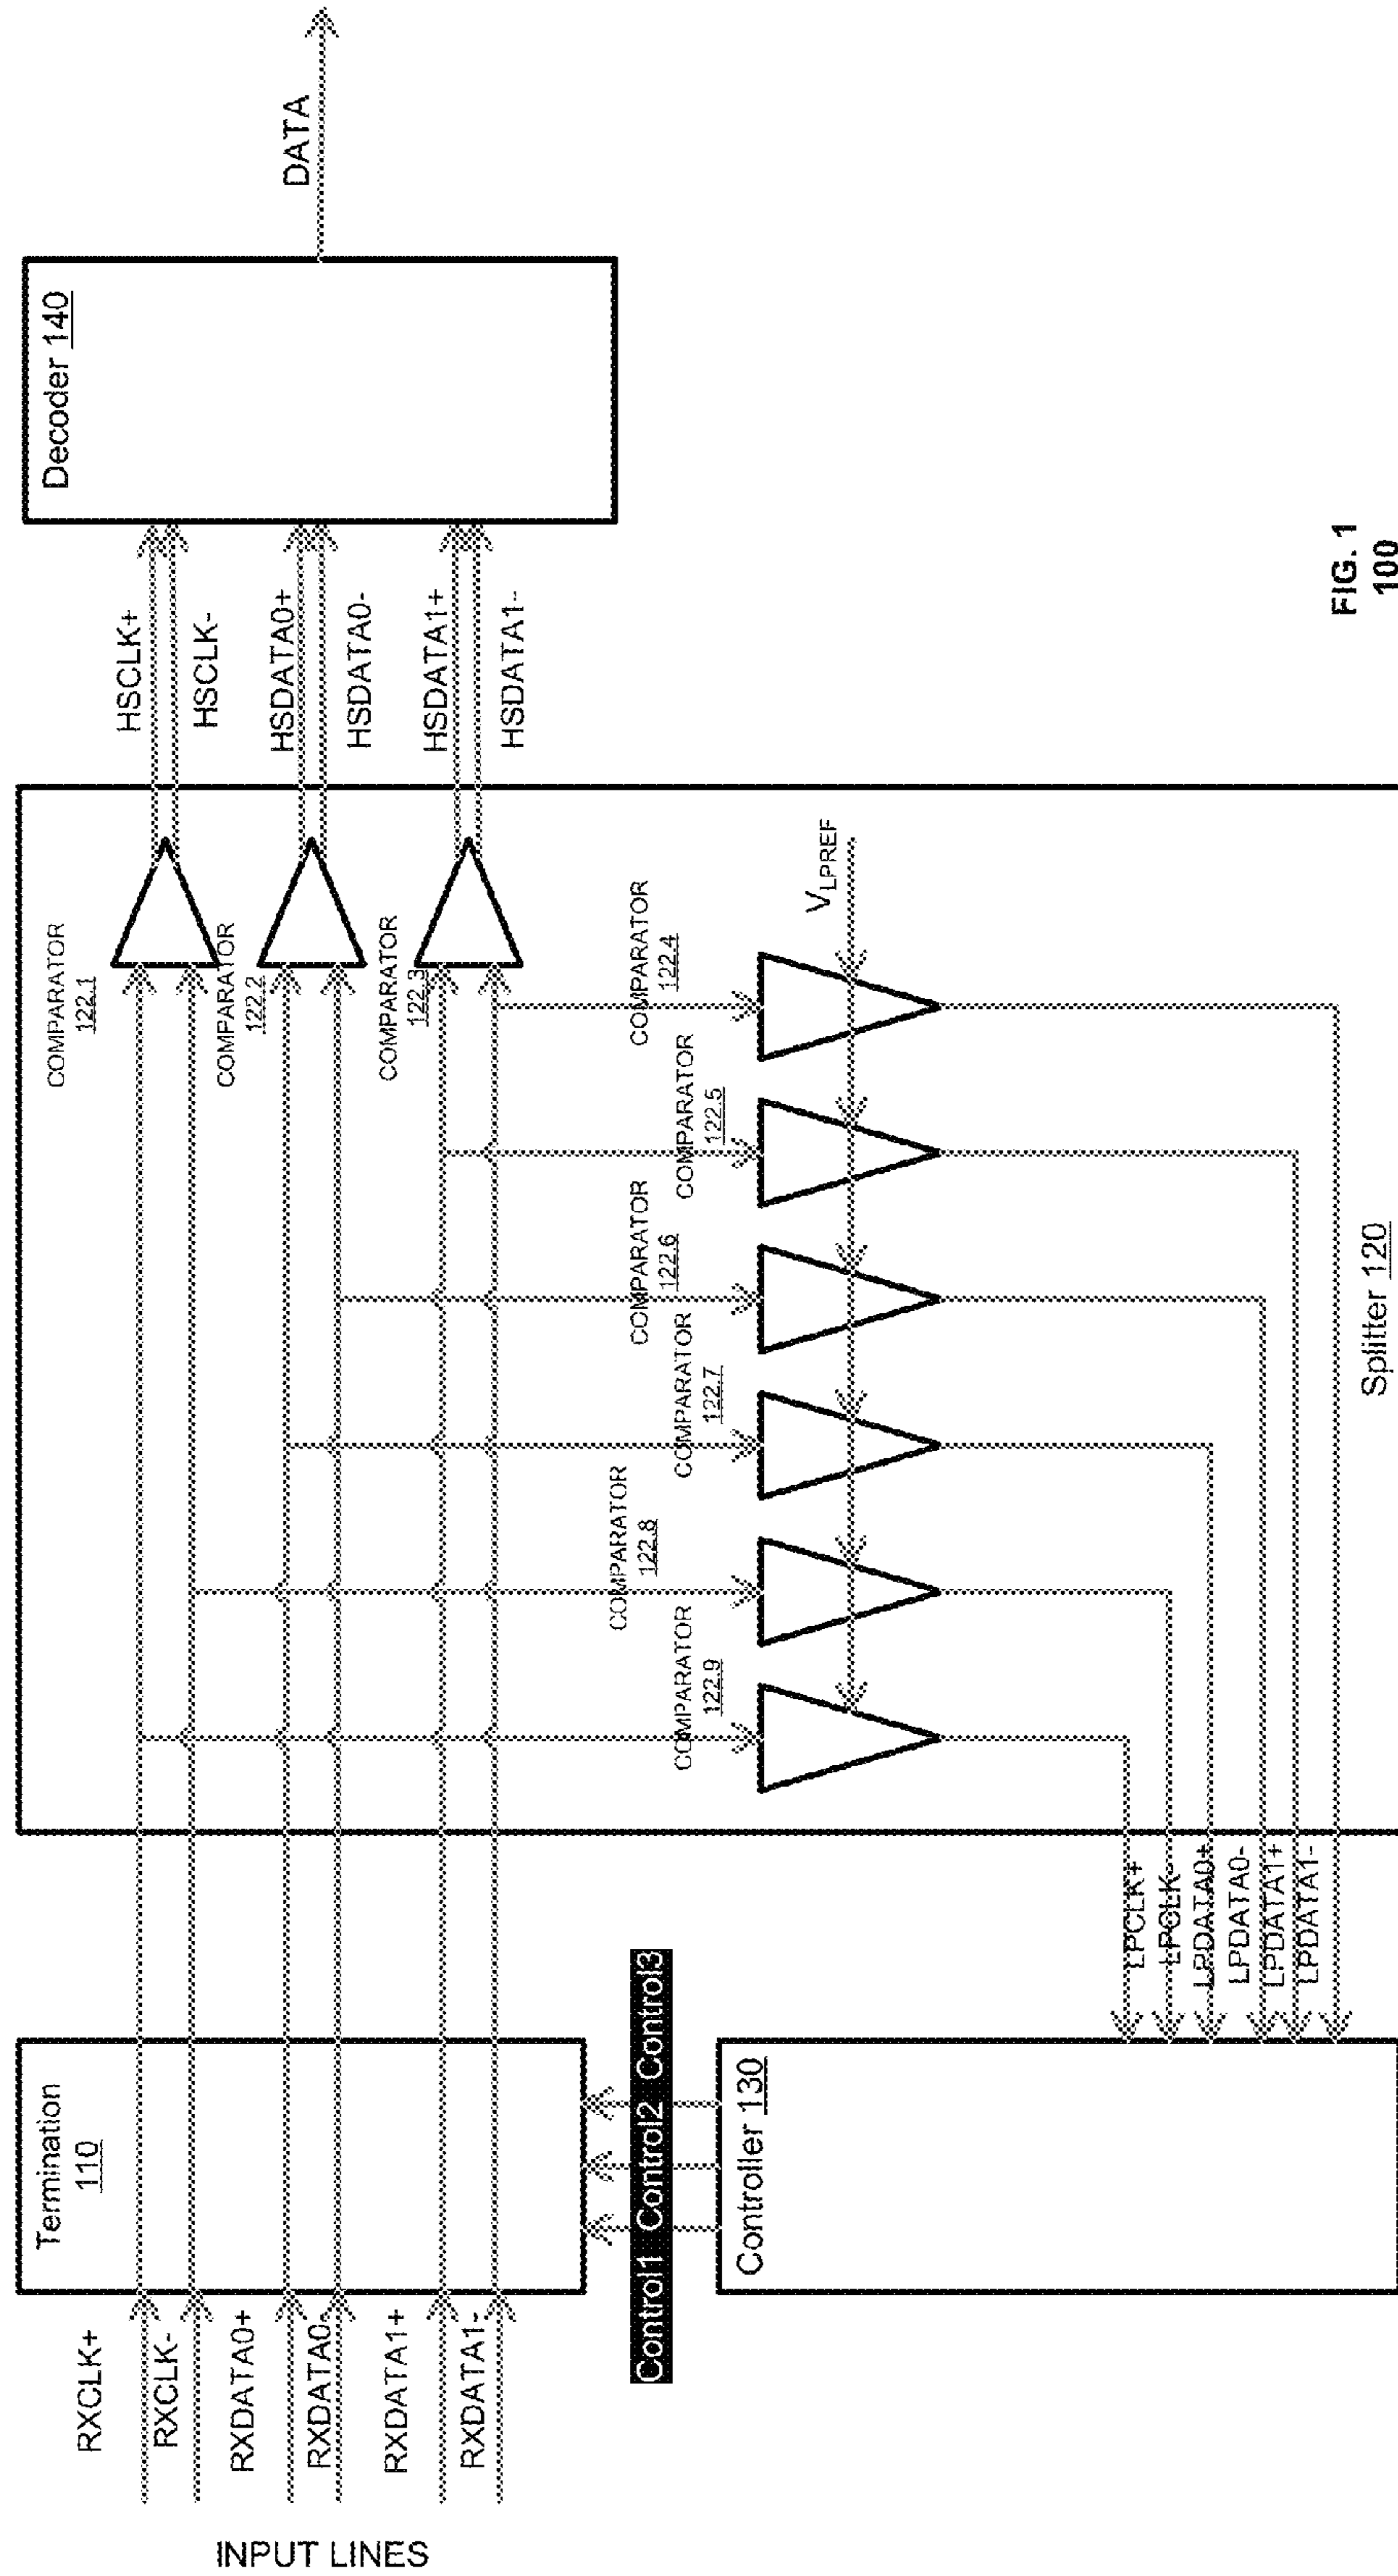 INPUT LINES
RXCLK+
RXCLK-
RXDATA0+
RXDATA0-
RXDATA1+
RXDATA1-
Termination
110
Control1 Control2 Control3
Controller 130
LPCLK+
LPCLK-
LPDATA0+
LPDATA0-
LPDATA1+
LPDATA1-
COMPARATOR
122.1
COMPARATOR
122.2
COMPARATOR
122.3
COMPARATOR
122.4
COMPARATOR
122.5
COMPARATOR
122.6
COMPARATOR
122.7
COMPARATOR
122.8
COMPARATOR
122.9
VLPREF
Splitter 120
HSCLK+
HSCLK-
HSDATA0+
HSDATA0-
HSDATA1+
HSDATA1-
Decoder 140
DATA
FIG. 1
100